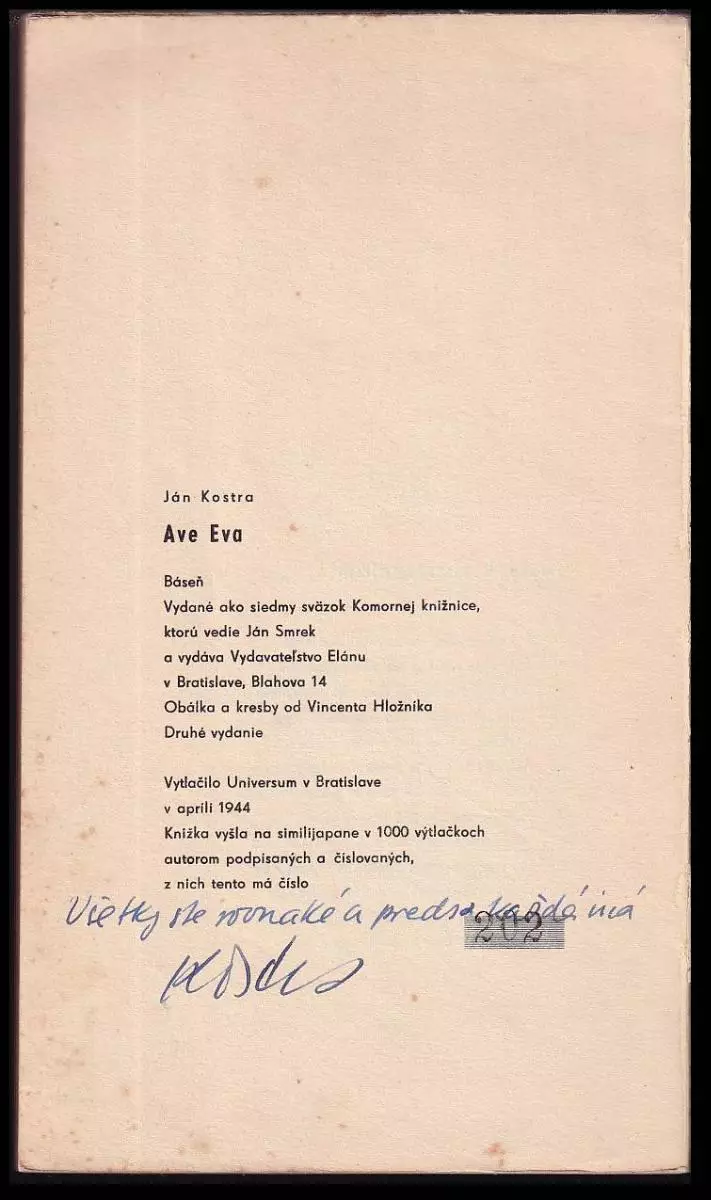 Ján Kostra
Ave Eva
Báseň
Vydané ako siedmy sväzok Komornej knižnice,
ktorú vedie Ján Smrek
a vydáva Vydavateľstvo Elánu
v Bratislave, Blahova 14
Obálka a kresby od Vincenta Hložníka
Druhé vydanie
Vytlačilo Universum v Bratislave
v apríli 1944
Knižka vyšla na similijapane v 1000 výtlačkoch
autorom podpísaných a číslovaných,
z nich tento má číslo
Všetky ste rovnaké a predsa každá iná
202
Kostra